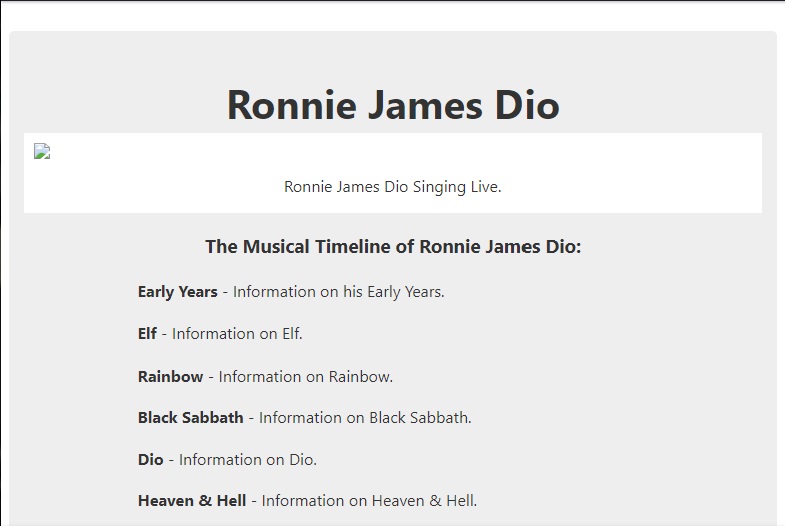 Ronnie James Dio
Ronnie James Dio Singing Live.
The Musical Timeline of Ronnie James Dio:
Early Years - Information on his Early Years.
Elf - Information on Elf.
Rainbow - Information on Rainbow.
Black Sabbath - Information on Black Sabbath.
Dio - Information on Dio.
Heaven & Hell - Information on Heaven & Hell.